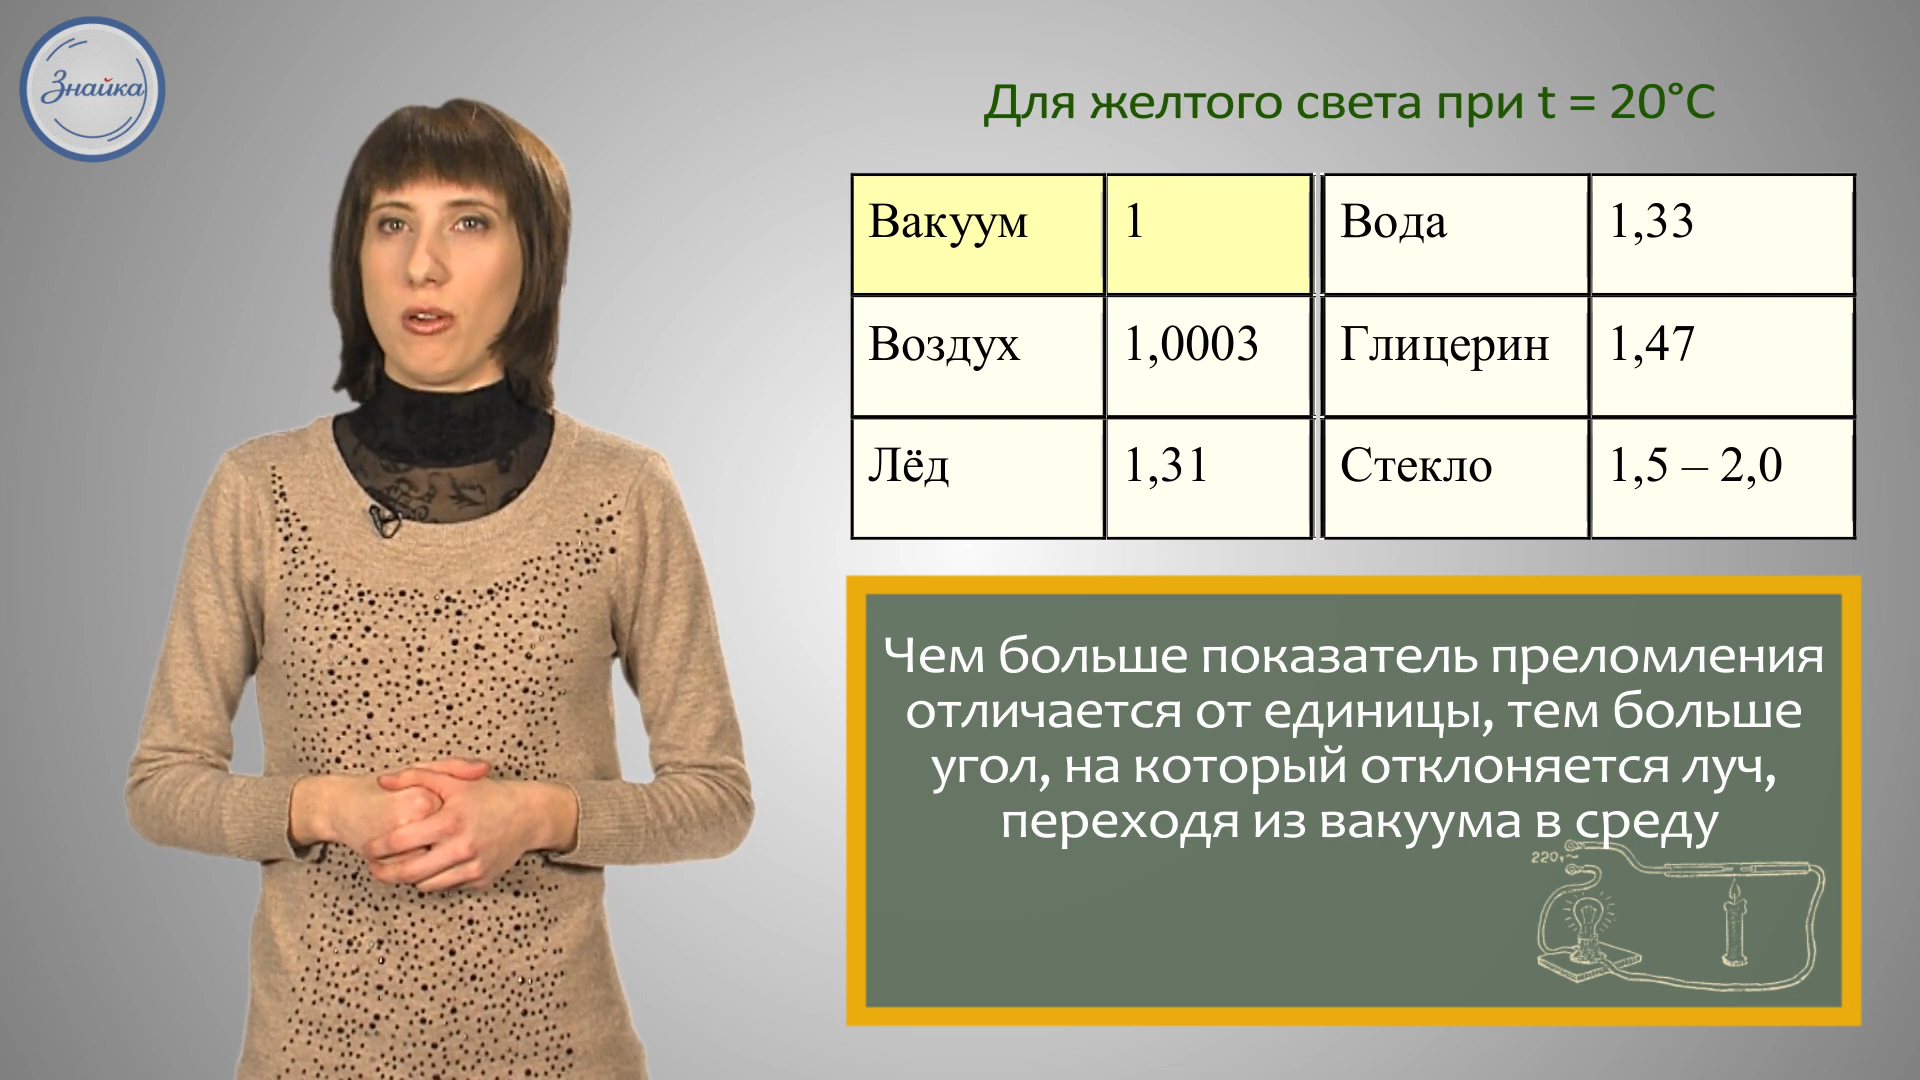 Знайка
Для желтого света при t = 20°C
Вакуум 1 Вода 1,33
Воздух 1,0003 Глицерин 1,47
Лёд 1,31 Стекло 1,5 – 2,0
Чем больше показатель преломления
отличается от единицы, тем больше
угол, на который отклоняется луч,
переходя из вакуума в среду
220